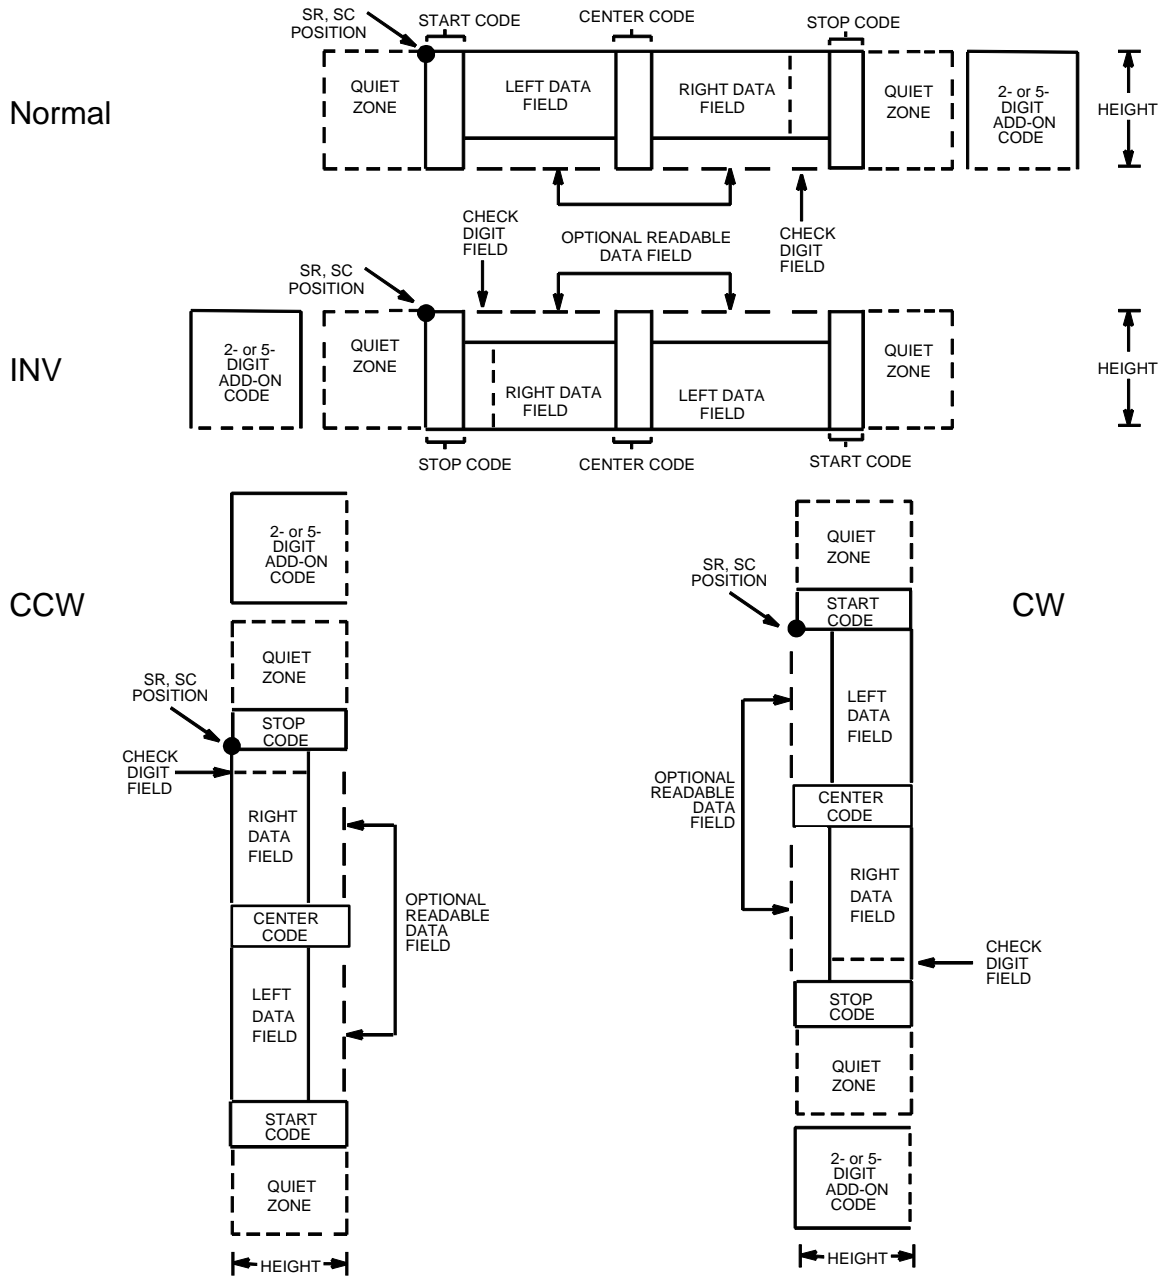 SR, SC
POSITION
START CODE
CENTER CODE
STOP CODE
Normal
QUIET
ZONE
LEFT DATA
FIELD
RIGHT DATA
FIELD
QUIET
ZONE
2- or 5-
DIGIT
ADD-ON
CODE
HEIGHT
CHECK
DIGIT
FIELD
OPTIONAL READABLE
DATA FIELD
CHECK
DIGIT
FIELD
SR, SC
POSITION
INV
2- or 5-
DIGIT
ADD-ON
CODE
QUIET
ZONE
RIGHT DATA
FIELD
LEFT DATA
FIELD
QUIET
ZONE
HEIGHT
STOP CODE
CENTER CODE
START CODE
CCW
2- or 5-
DIGIT
ADD-ON
CODE
QUIET
ZONE
SR, SC
POSITION
STOP
CODE
CHECK
DIGIT
FIELD
RIGHT
DATA
FIELD
OPTIONAL
READABLE
DATA
FIELD
CENTER
CODE
LEFT
DATA
FIELD
START
CODE
QUIET
ZONE
HEIGHT
CW
QUIET
ZONE
SR, SC
POSITION
START
CODE
LEFT
DATA
FIELD
OPTIONAL
READABLE
DATA
FIELD
CENTER
CODE
RIGHT
DATA
FIELD
CHECK
DIGIT
FIELD
STOP
CODE
QUIET
ZONE
2- or 5-
DIGIT
ADD-ON
CODE
HEIGHT